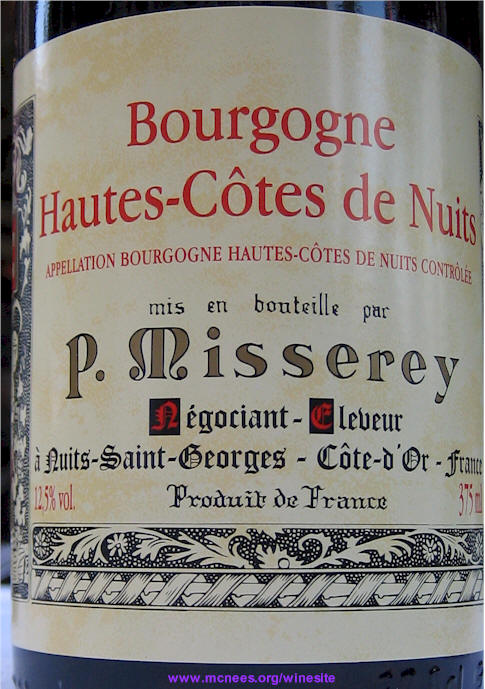 Bourgogne
Hautes-Côtes de Nuits
APPELLATION BOURGOGNE HAUTES-CÔTES DE NUITS CONTRÔLÉE
mis en bouteille par
P. Misserey
Négociant - Eleveur
à Nuits-Saint-Georges - Côte-d'Or - France
12,5% vol. Produit de France 375 ml
www.mcnees.org/winesite